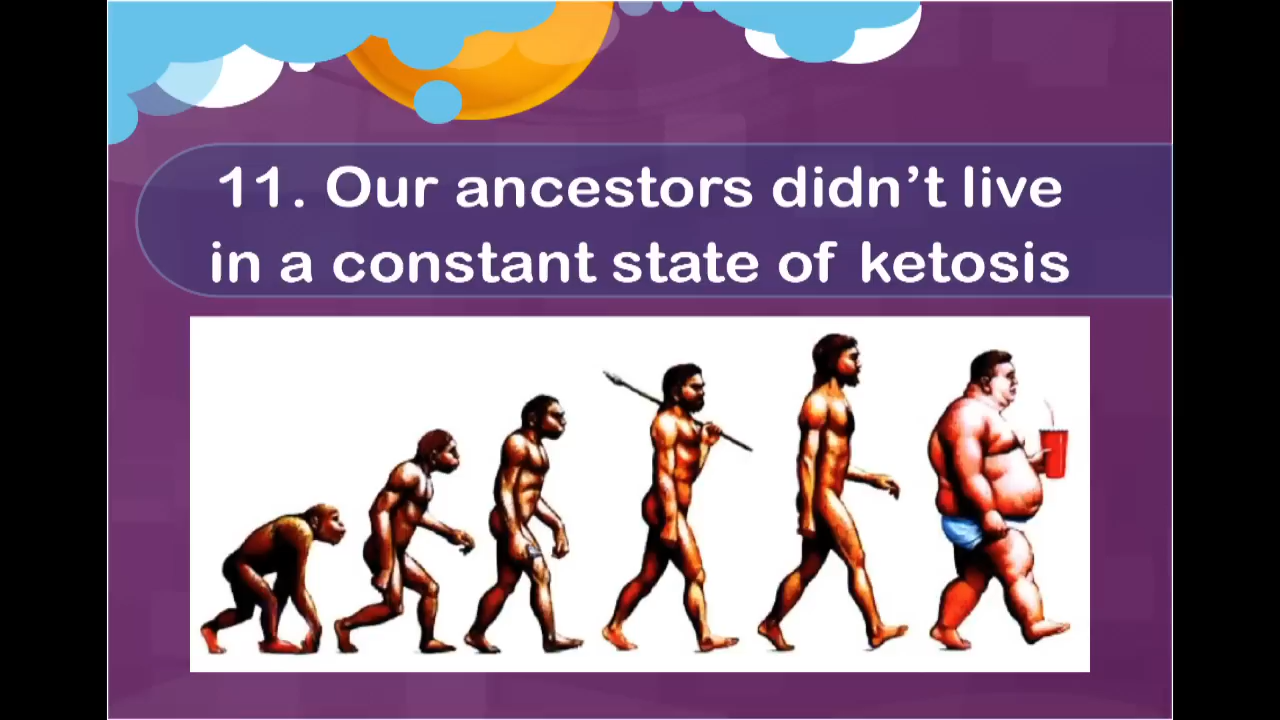 11. Our ancestors didn’t live
in a constant state of ketosis